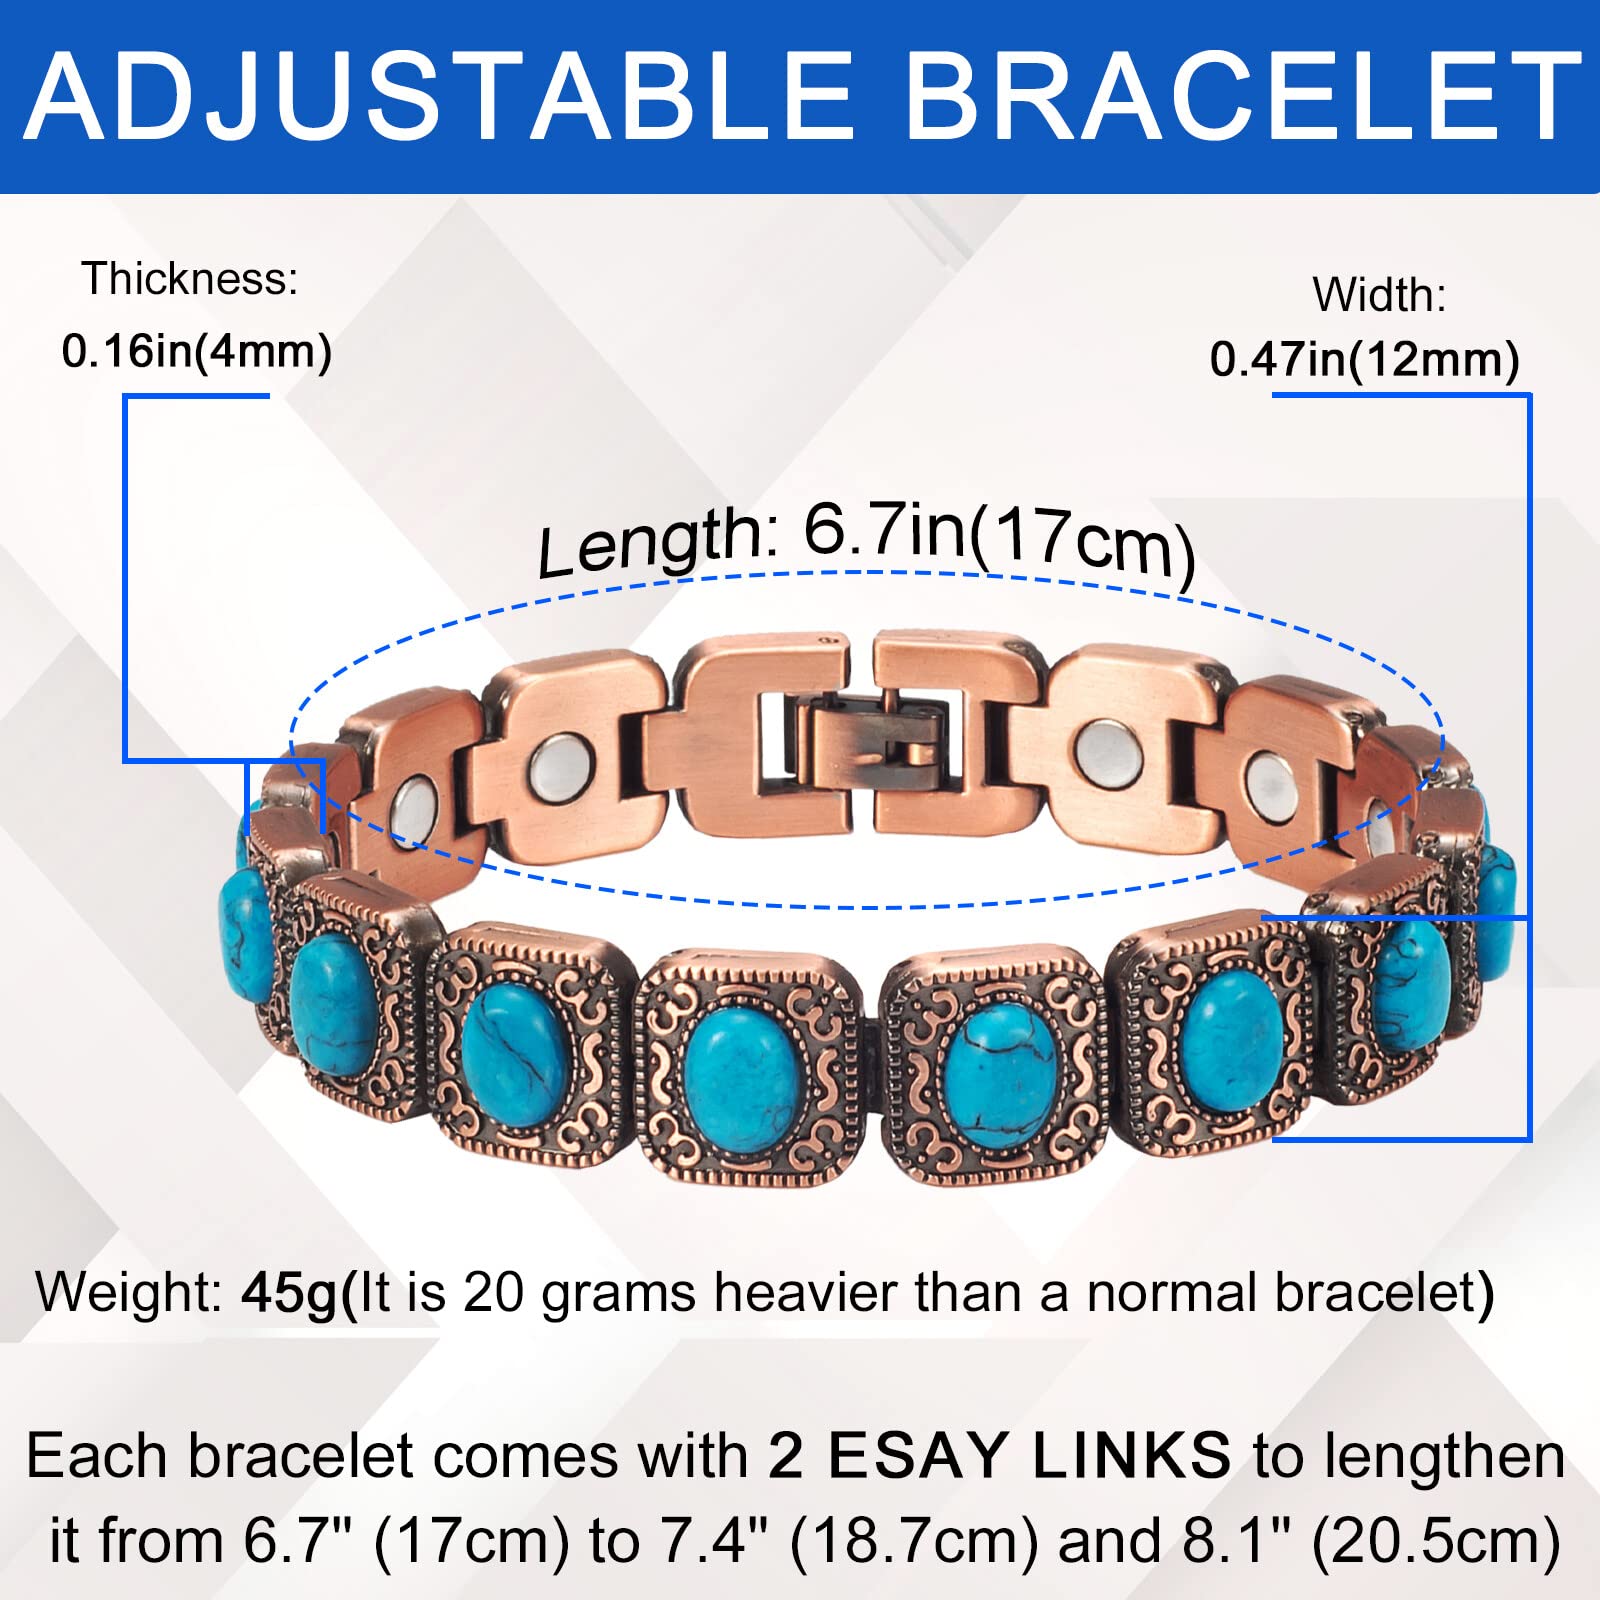 ADJUSTABLE BRACELET
Thickness:
0.16in(4mm)
Width:
0.47in(12mm)
Length: 6.7in(17cm)
Weight: 45g(It is 20 grams heavier than a normal bracelet)
Each bracelet comes with 2 ESAY LINKS to lengthen
it from 6.7" (17cm) to 7.4" (18.7cm) and 8.1" (20.5cm)